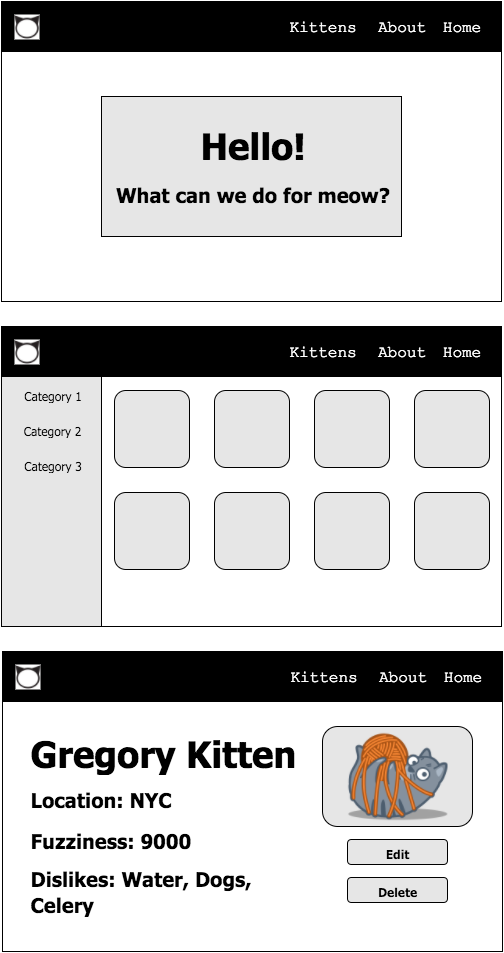 Kittens About Home
Hello!
What can we do for meow?
Kittens About Home
Category 1
Category 2
Category 3
Kittens About Home
Gregory Kitten
Location: NYC
Fuzziness: 9000
Dislikes: Water, Dogs,
Celery
Edit
Delete